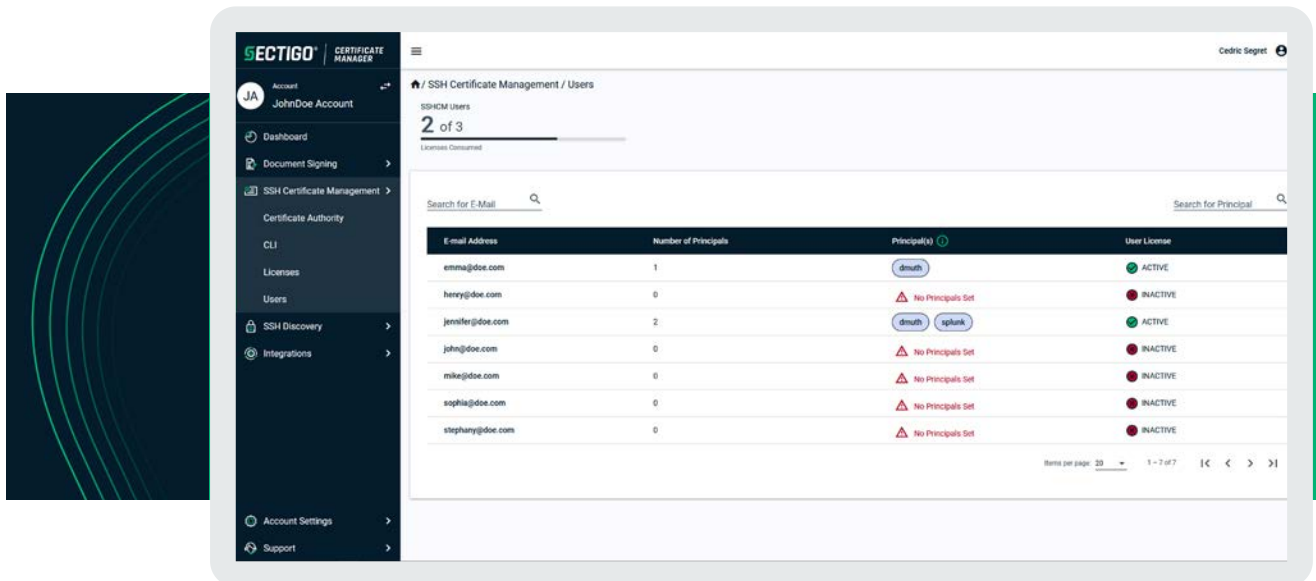 SECTIGO® | CERTIFICATE MANAGER
Cedric Segret
JA
Account
JohnDoe Account
Dashboard
Document Signing
SSH Certificate Management
Certificate Authority
CLI
Licenses
Users
SSH Discovery
Integrations
Account Settings
Support
/ SSH Certificate Management / Users
SSHCM Users
2 of 3
Licenses Consumed
Search for E-Mail
Search for Principal
E-mail Address Number of Principals Principal(s) User License
emma@doe.com 1 dmuth ACTIVE
henry@doe.com 0 No Principals Set INACTIVE
jennifer@doe.com 2 dmuth splunk ACTIVE
john@doe.com 0 No Principals Set INACTIVE
mike@doe.com 0 No Principals Set INACTIVE
sophia@doe.com 0 No Principals Set INACTIVE
stephany@doe.com 0 No Principals Set INACTIVE
Items per page: 20 1 – 7 of 7